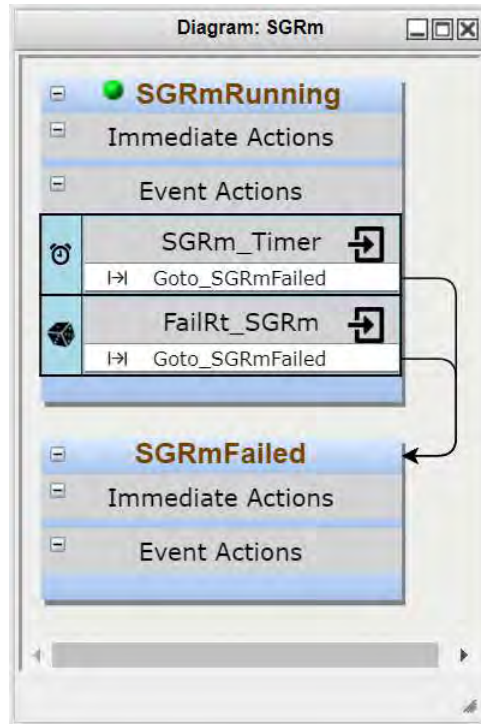 Diagram: SGRm
SGRmRunning
Immediate Actions
Event Actions
SGRm_Timer
Goto_SGRmFailed
FailRt_SGRm
Goto_SGRmFailed
SGRmFailed
Immediate Actions
Event Actions